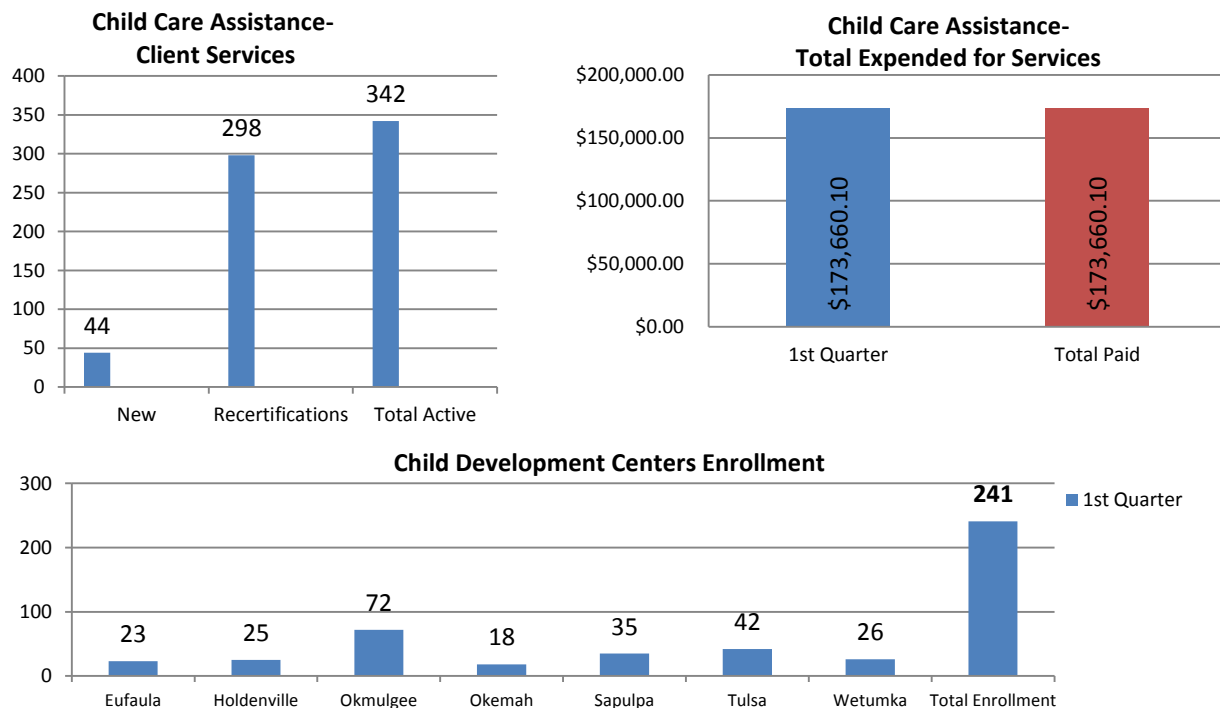 Child Care Assistance-
Client Services
400
350
300
250
200
150
100
50
0
44
298
342
New Recertifications Total Active
Child Care Assistance-
Total Expended for Services
$200,000.00
$150,000.00
$100,000.00
$50,000.00
$0.00
$173,660.10
$173,660.10
1st Quarter Total Paid
Child Development Centers Enrollment
300
200
100
0
23 25 72 18 35 42 26 241
Eufaula Holdenville Okmulgee Okemah Sapulpa Tulsa Wetumka Total Enrollment
1st Quarter